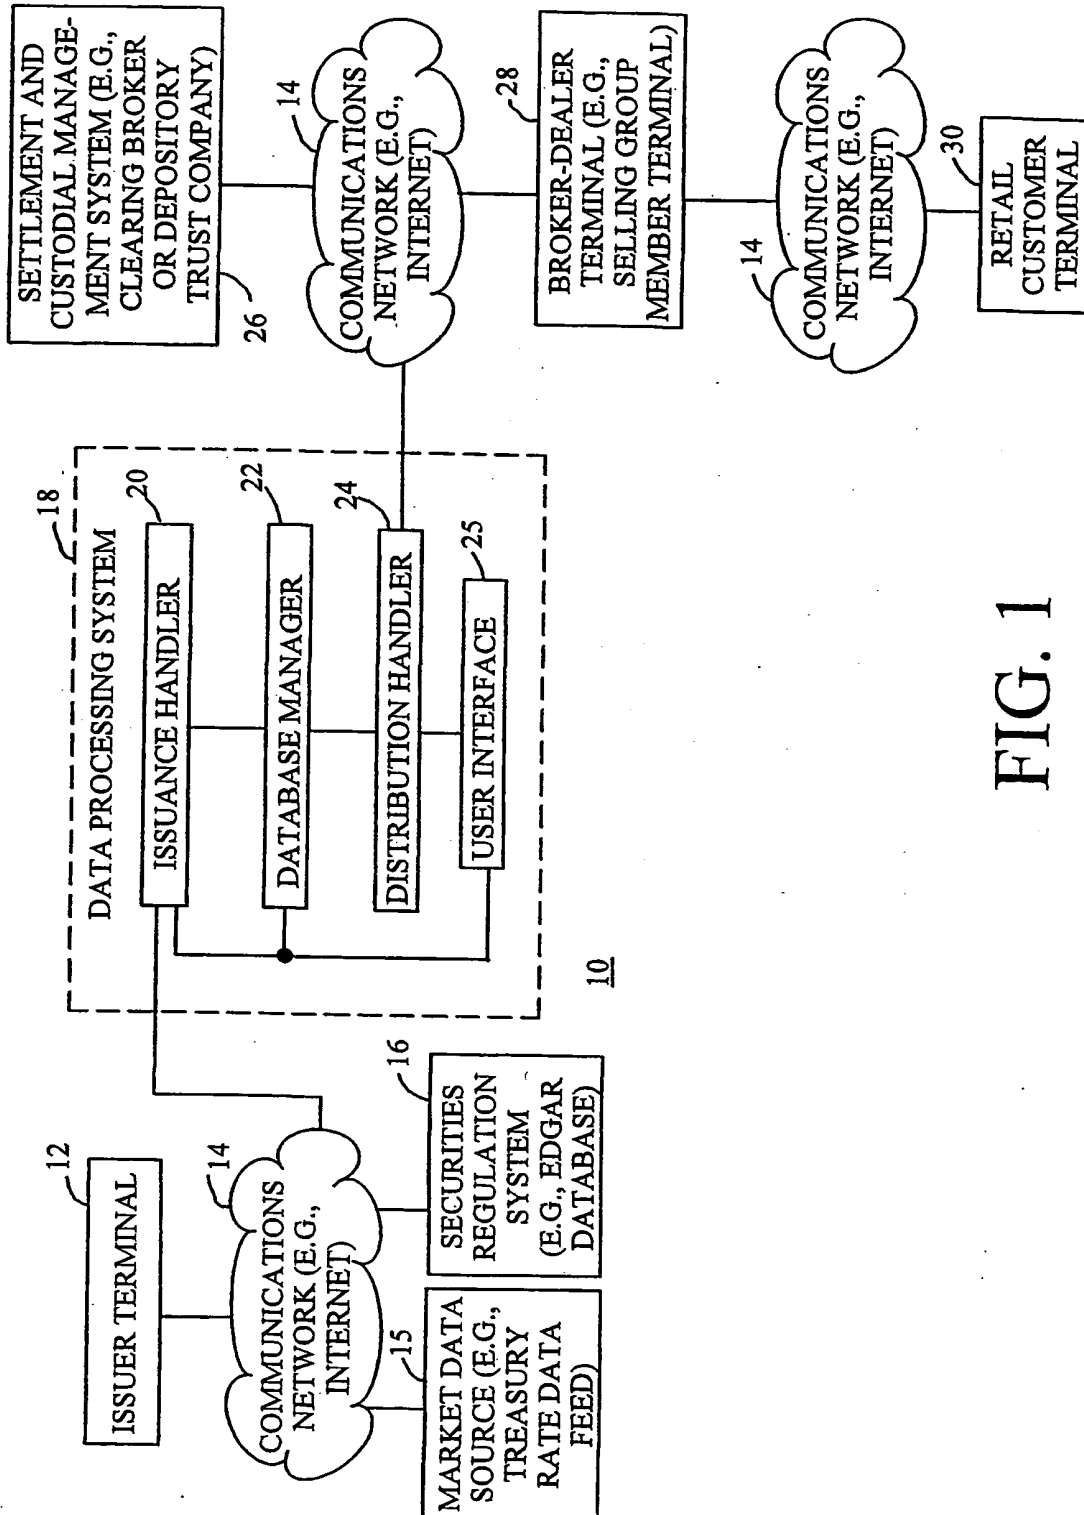 ISSUER TERMINAL
12
COMMUNICATIONS
NETWORK (E.G.,
INTERNET)
14
MARKET DATA
SOURCE (E.G.,
TREASURY
RATE DATA
FEED)
15
SECURITIES
REGULATION
SYSTEM
(E.G., EDGAR
DATABASE)
16
10
18
DATA PROCESSING SYSTEM
ISSUANCE HANDLER
20
DATABASE MANAGER
22
DISTRIBUTION HANDLER
24
USER INTERFACE
25
SETTLEMENT AND
CUSTODIAL MANAGE-
MENT SYSTEM (E.G.,
CLEARING BROKER
OR DEPOSITORY
TRUST COMPANY)
26
14
COMMUNICATIONS
NETWORK (E.G.,
INTERNET)
28
BROKER-DEALER
TERMINAL (E.G.,
SELLING GROUP
MEMBER TERMINAL)
14
COMMUNICATIONS
NETWORK (E.G.,
INTERNET)
30
RETAIL
CUSTOMER
TERMINAL
FIG. 1